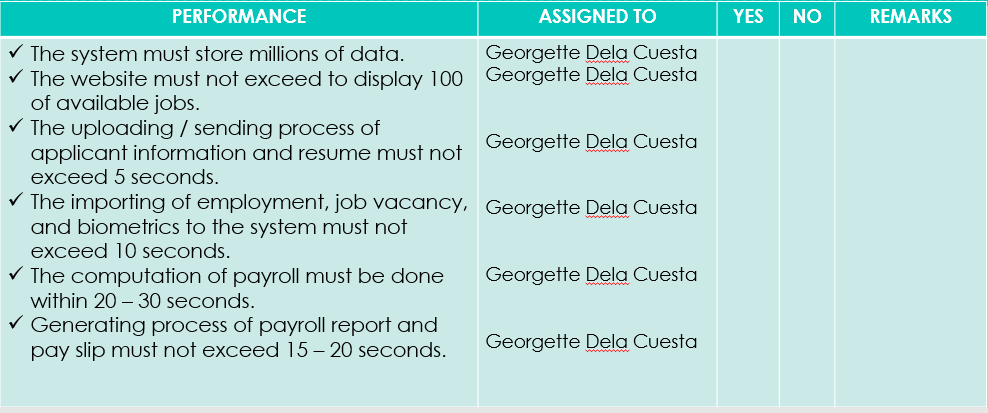 PERFORMANCE ASSIGNED TO YES NO REMARKS
✓ The system must store millions of data.
✓ The website must not exceed to display 100
of available jobs.
✓ The uploading / sending process of
applicant information and resume must not
exceed 5 seconds.
✓ The importing of employment, job vacancy,
and biometrics to the system must not
exceed 10 seconds.
✓ The computation of payroll must be done
within 20 – 30 seconds.
✓ Generating process of payroll report and
pay slip must not exceed 15 – 20 seconds.
Georgette Dela Cuesta
Georgette Dela Cuesta
Georgette Dela Cuesta
Georgette Dela Cuesta
Georgette Dela Cuesta
Georgette Dela Cuesta